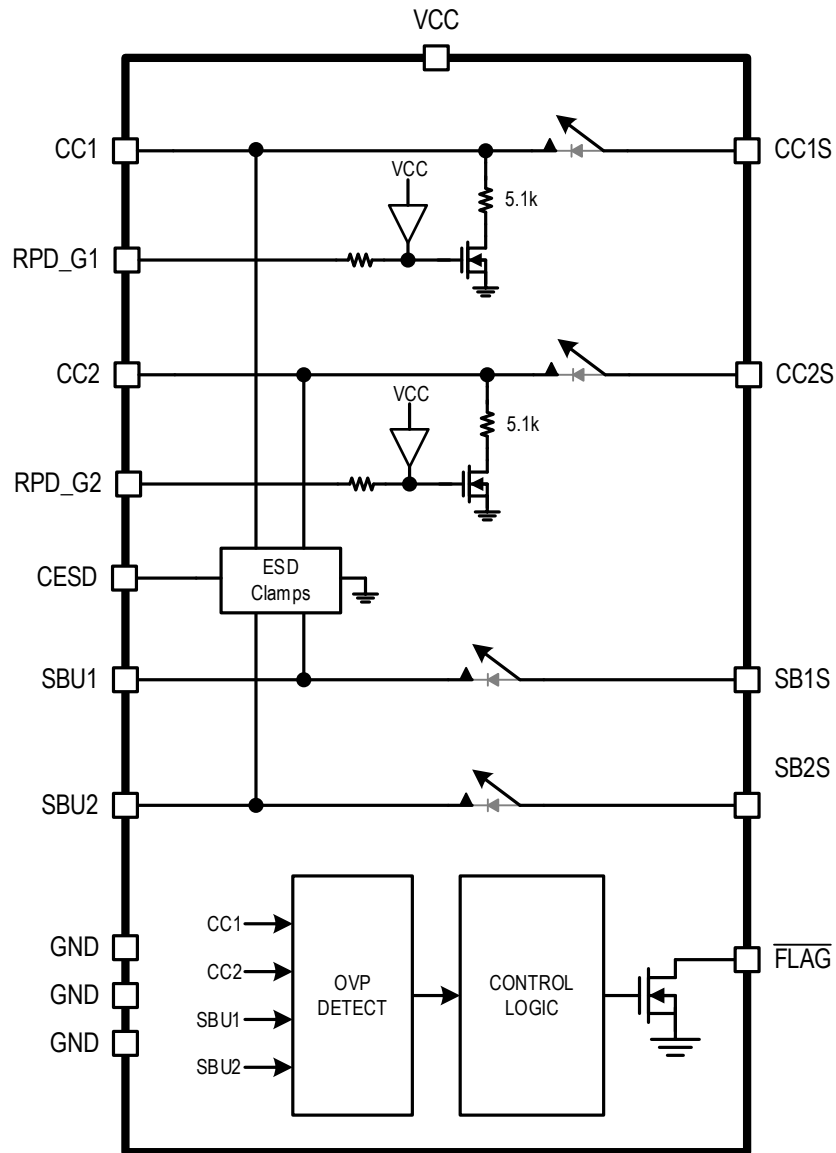 VCC
CC1
CC1S
5.1k
VCC
RPD_G1
CC2
CC2S
VCC
5.1k
RPD_G2
CESD
ESD
Clamps
SBU1
SB1S
SB2S
SBU2
GND
GND
GND
CC1
CC2
SBU1
SBU2
OVP
DETECT
CONTROL
LOGIC
FLAG